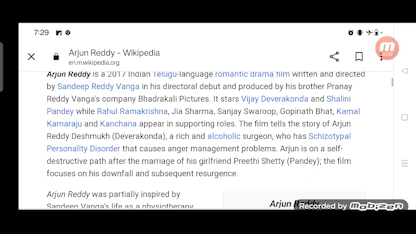 7:29
Arjun Reddy - Wikipedia
en.m.wikipedia.org
Arjun Reddy is a 2017 Indian Telugu-language romantic drama film written and directed
by Sandeep Reddy Vanga in his directorial debut and produced by his brother Pranay
Reddy Vanga's company Bhadrakali Pictures. It stars Vijay Deverakonda and Shalini
Pandey while Rahul Ramakrishna, Jia Sharma, Sanjay Swaroop, Gopinath Bhat, Kamal
Kamaraju and Kanchana appear in supporting roles. The film tells the story of Arjun
Reddy Deshmukh (Deverakonda), a rich and alcoholic surgeon, who has Schizotypal
Personality Disorder that causes anger management problems. Arjun is on a self-
destructive path after the marriage of his girlfriend Preethi Shetty (Pandey); the film
focuses on his downfall and subsequent resurgence.
Arjun Reddy was partially inspired by
Sandeep Vanga's life as a physiotherapy
Arjun Reddy
Recorded by Mobizen